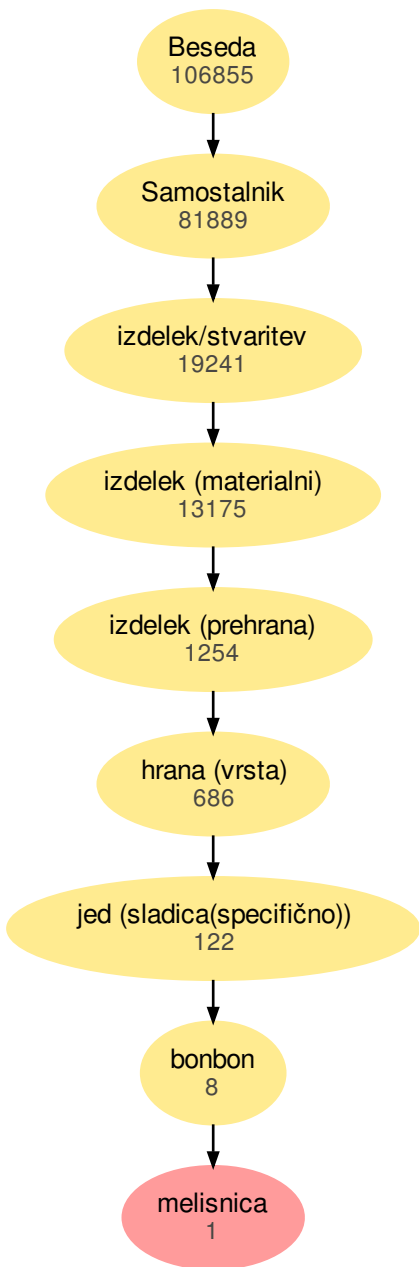 Beseda
106855
Samostalnik
81889
izdelek/stvaritev
19241
izdelek (materialni)
13175
izdelek (prehrana)
1254
hrana (vrsta)
686
jed (sladica(specifično))
122
bonbon
8
melisnica
1